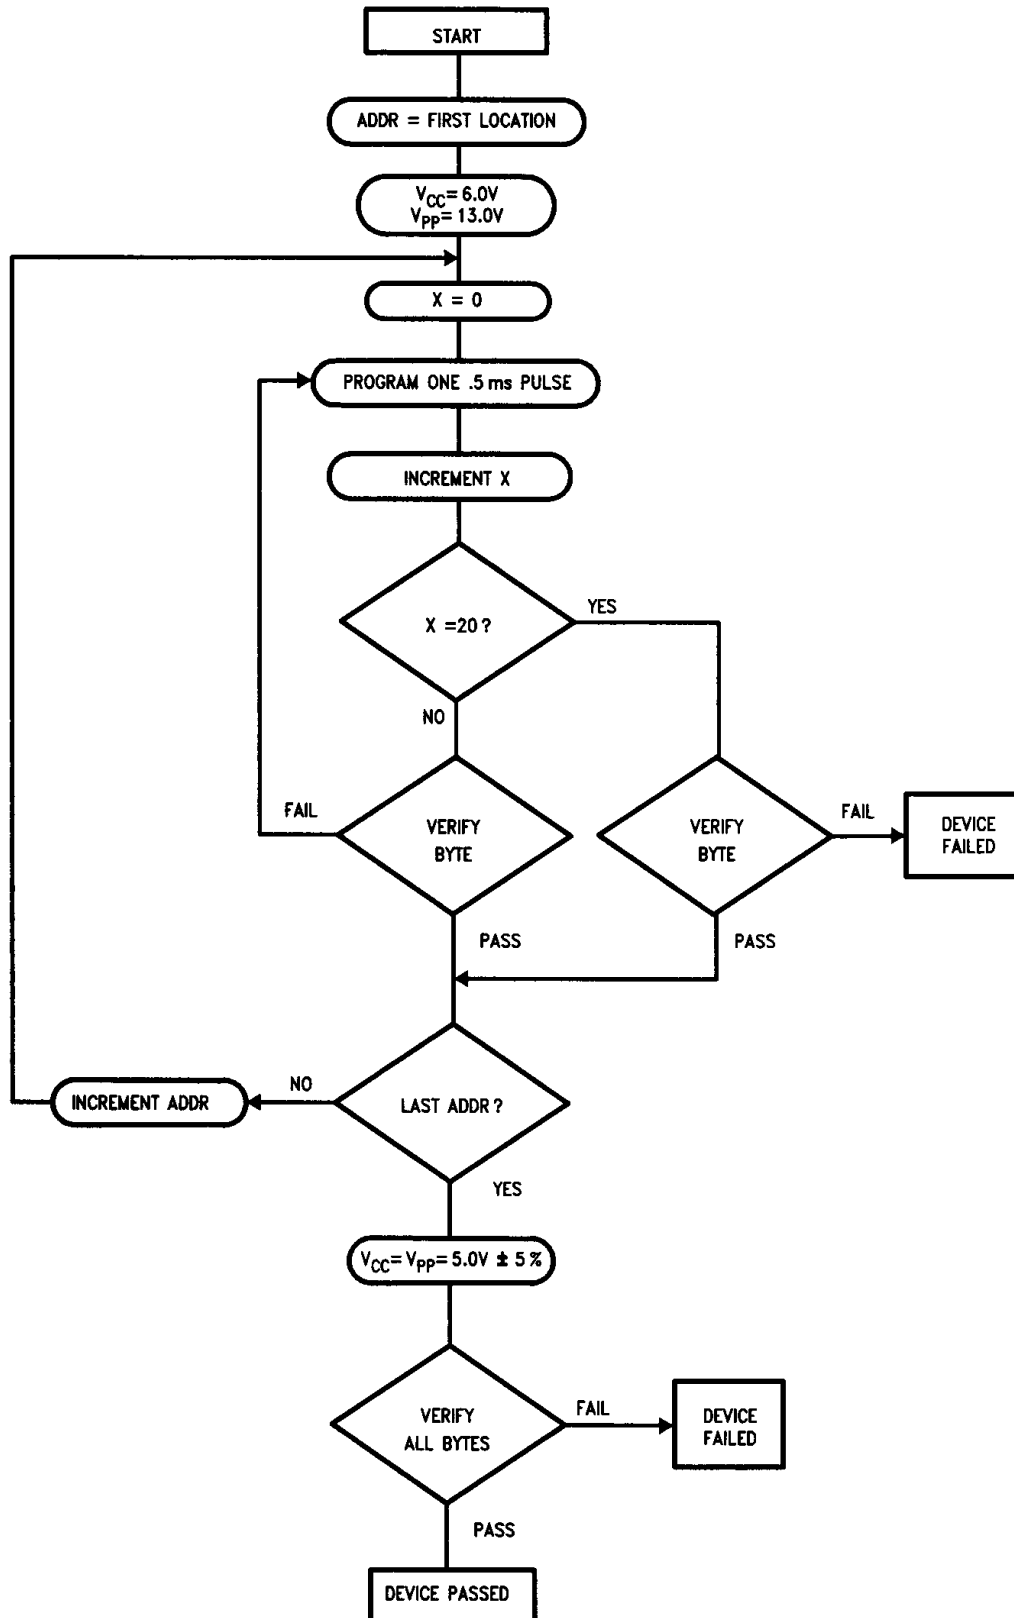 START
ADDR = FIRST LOCATION
VCC = 6.0V
VPP = 13.0V
X = 0
PROGRAM ONE .5 ms PULSE
INCREMENT X
X =20 ?
YES
NO
VERIFY
BYTE
FAIL
PASS
VERIFY
BYTE
FAIL
DEVICE
FAILED
PASS
LAST ADDR ?
NO
INCREMENT ADDR
YES
VCC = VPP = 5.0V ± 5 %
VERIFY
ALL BYTES
FAIL
DEVICE
FAILED
PASS
DEVICE PASSED